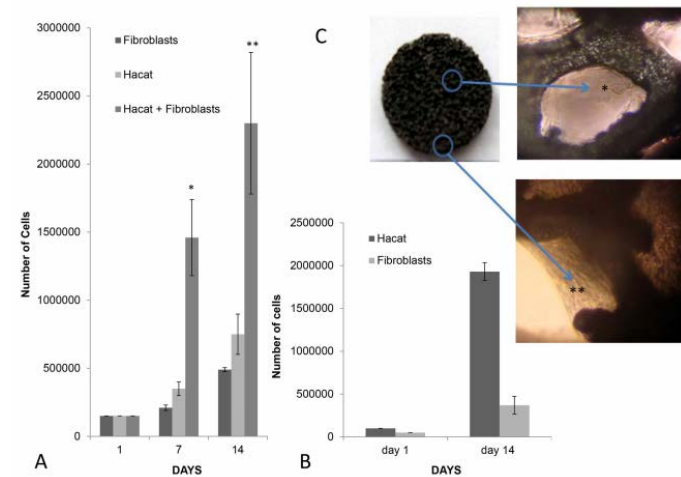 Fibroblasts
Hacat
Hacat + Fibroblasts
*
**
3000000
2500000
2000000
1500000
1000000
500000
0
Number of Cells
1
7
14
DAYS
A
C
*
**
Hacat
Fibroblasts
2500000
2000000
1500000
1000000
500000
0
Number of cells
day 1
day 14
DAYS
B